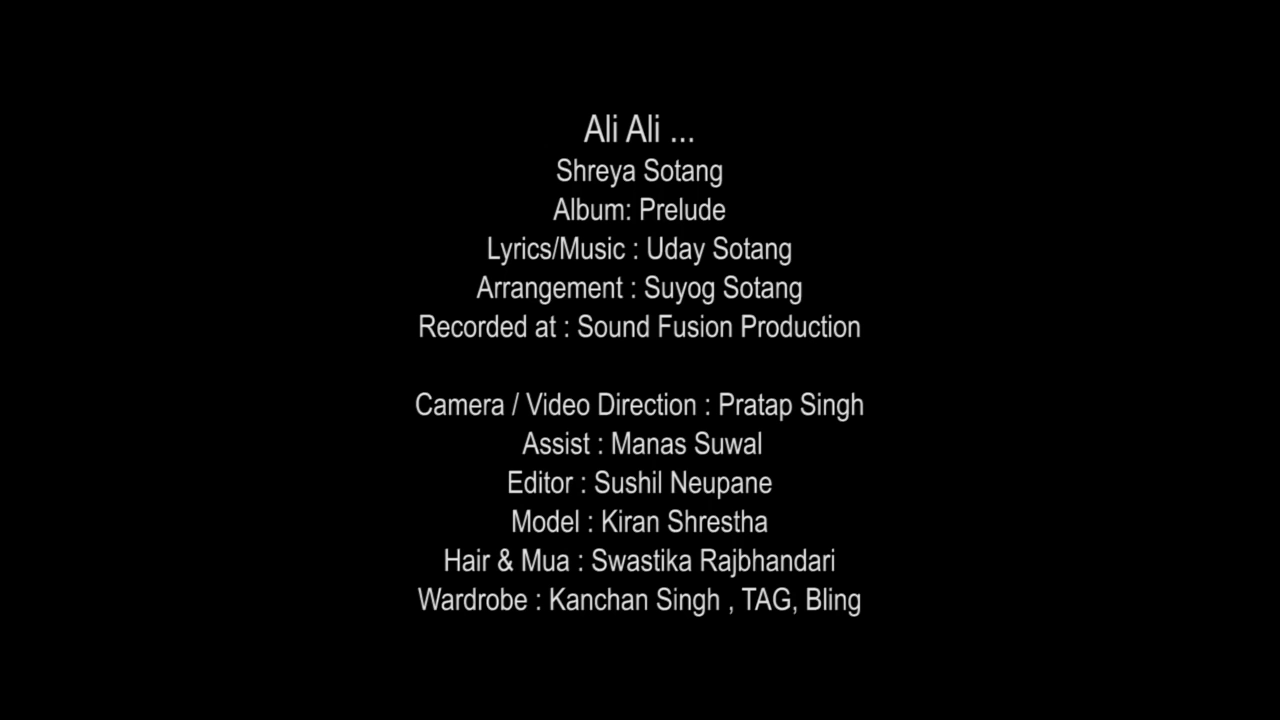 Ali Ali ...
Shreya Sotang
Album: Prelude
Lyrics/Music : Uday Sotang
Arrangement : Suyog Sotang
Recorded at : Sound Fusion Production
Camera / Video Direction : Pratap Singh
Assist : Manas Suwal
Editor : Sushil Neupane
Model : Kiran Shrestha
Hair & Mua : Swastika Rajbhandari
Wardrobe : Kanchan Singh , TAG, Bling